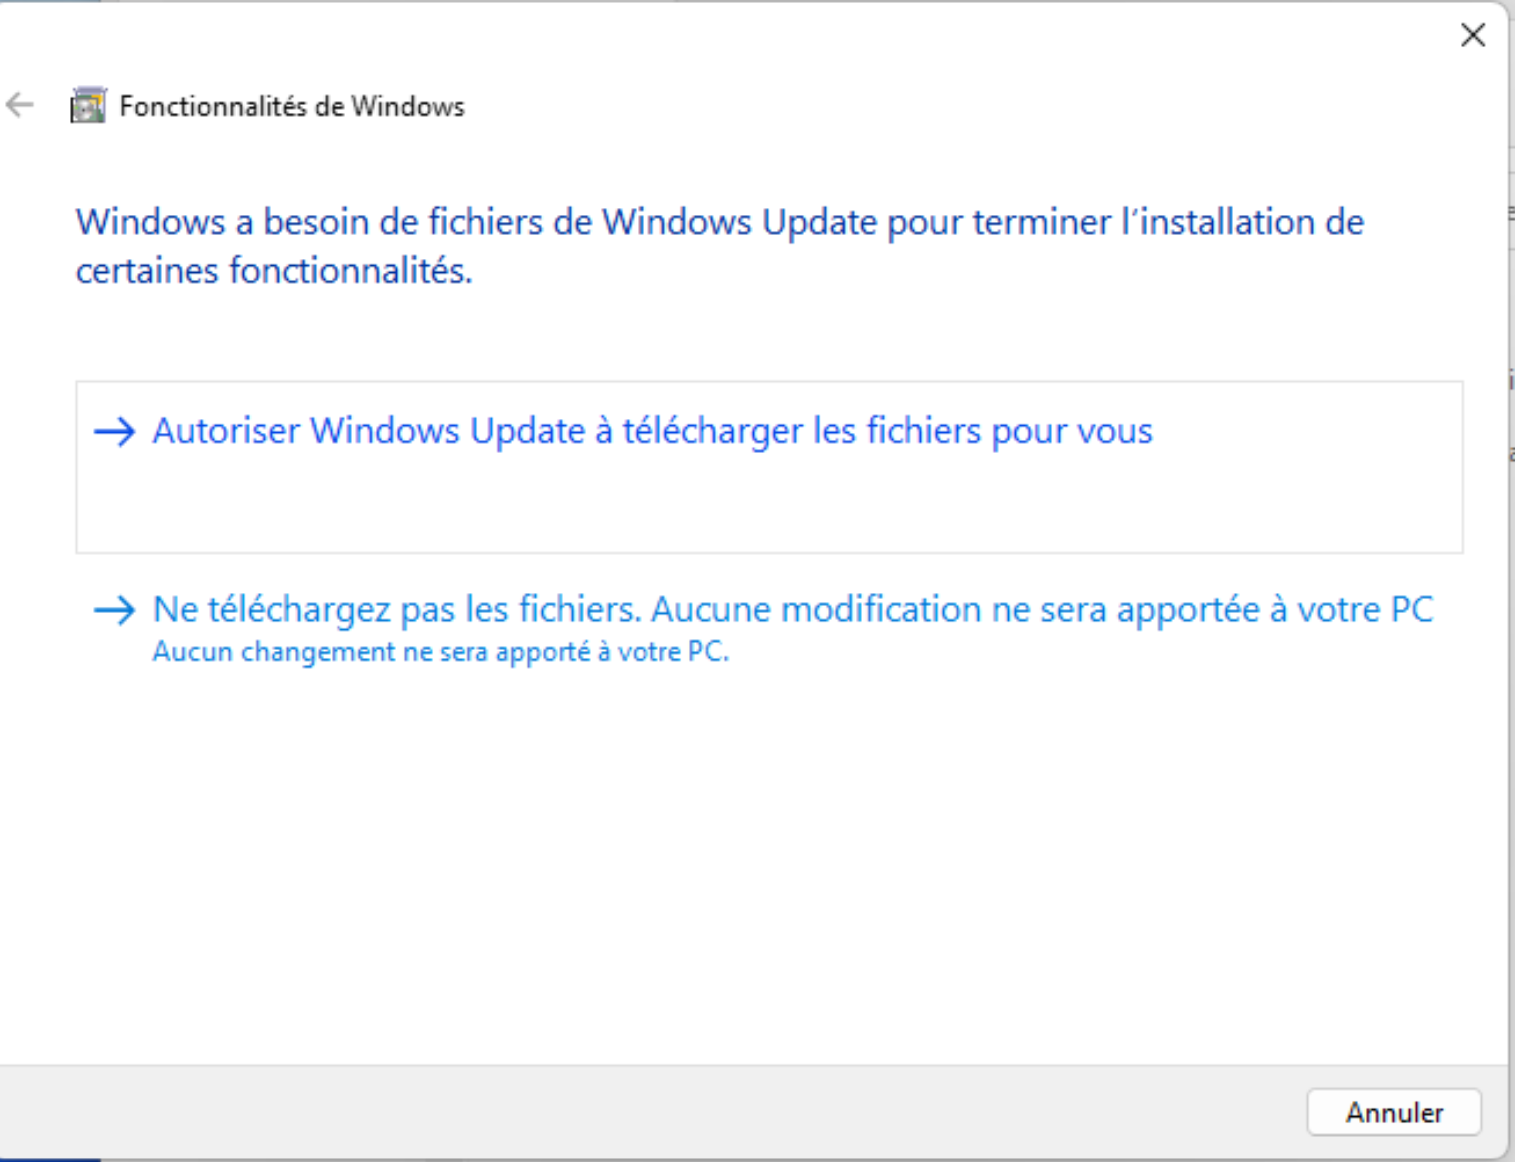 Fonctionnalités de Windows
Windows a besoin de fichiers de Windows Update pour terminer l'installation de
certaines fonctionnalités.
Autoriser Windows Update à télécharger les fichiers pour vous
Ne téléchargez pas les fichiers. Aucune modification ne sera apportée à votre PC
Aucun changement ne sera apporté à votre PC.
Annuler